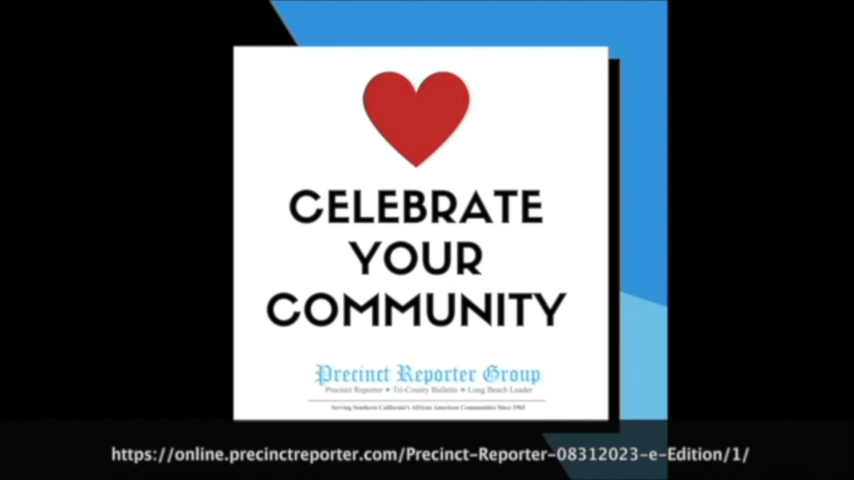 CELEBRATE
YOUR
COMMUNITY
Precinct Reporter Group
Precinct Reporter ★ Tri-County Bulletin ★ Long Beach Leader
Serving Southern California's African American Communities Since 1965
https://online.precinctreporter.com/Precinct-Reporter-08312023-e-Edition/1/